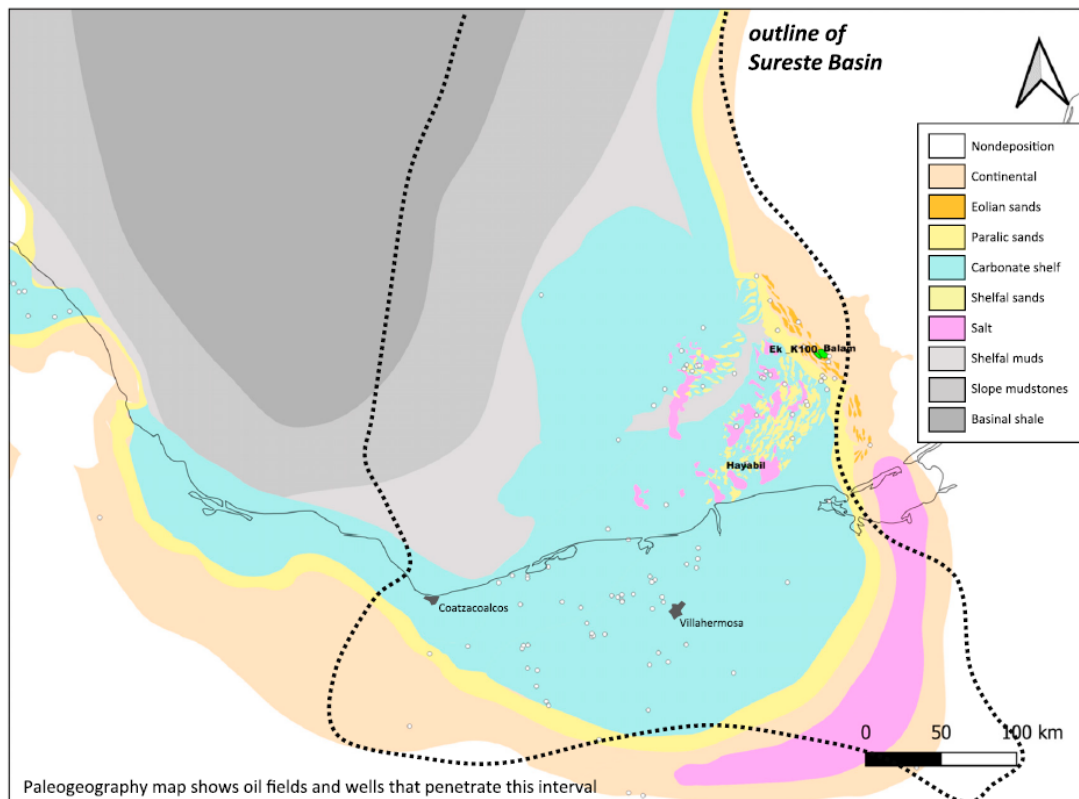 outline of
Sureste Basin
Nondeposition
Continental
Eolian sands
Paralic sands
Carbonate shelf
Shelfal sands
Salt
Shelfal muds
Slope mudstones
Basinal shale
Ek_K100 Balam
Hayabil
Coatzacoalcos
Villahermosa
0 50 100 km
Paleogeography map shows oil fields and wells that penetrate this interval